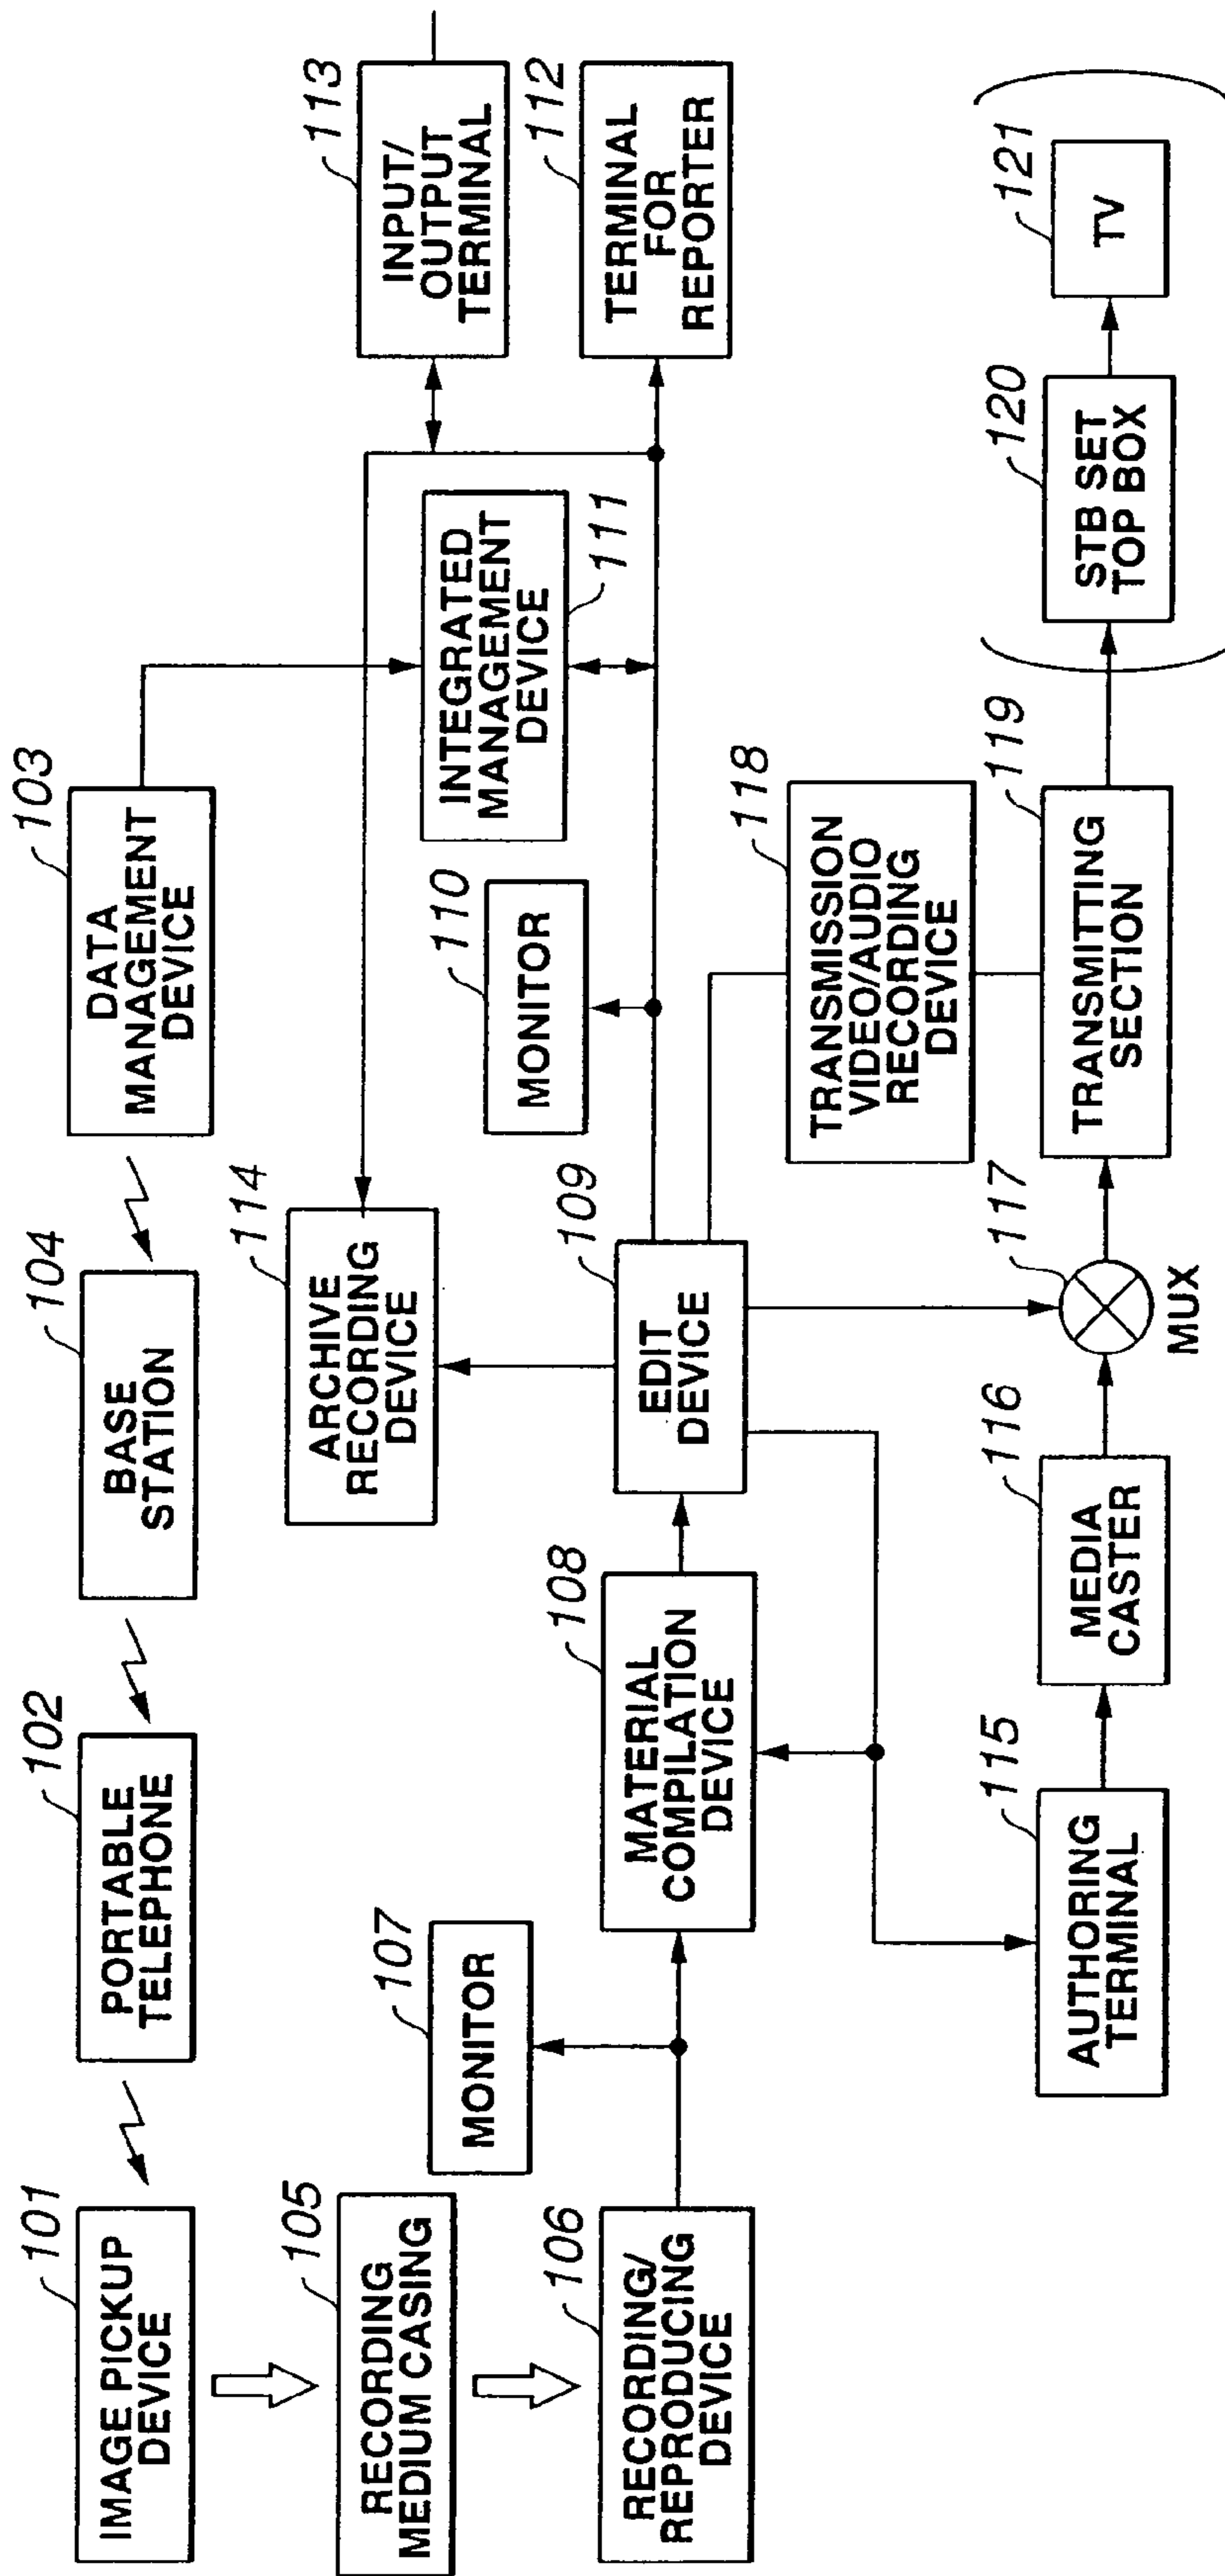 101
IMAGE PICKUP
DEVICE
102
PORTABLE
TELEPHONE
104
BASE
STATION
103
DATA
MANAGEMENT
DEVICE
105
RECORDING
MEDIUM CASING
114
ARCHIVE
RECORDING
DEVICE
113
INPUT/
OUTPUT
TERMINAL
107
MONITOR
110
MONITOR
INTEGRATED
MANAGEMENT
DEVICE
111
106
RECORDING/
REPRODUCING
DEVICE
108
MATERIAL
COMPILATION
DEVICE
109
EDIT
DEVICE
112
TERMINAL
FOR
REPORTER
118
TRANSMISSION
VIDEO/AUDIO
RECORDING
DEVICE
115
AUTHORING
TERMINAL
116
MEDIA
CASTER
117
MUX
119
TRANSMITTING
SECTION
120
STB SET
TOP BOX
121
TV